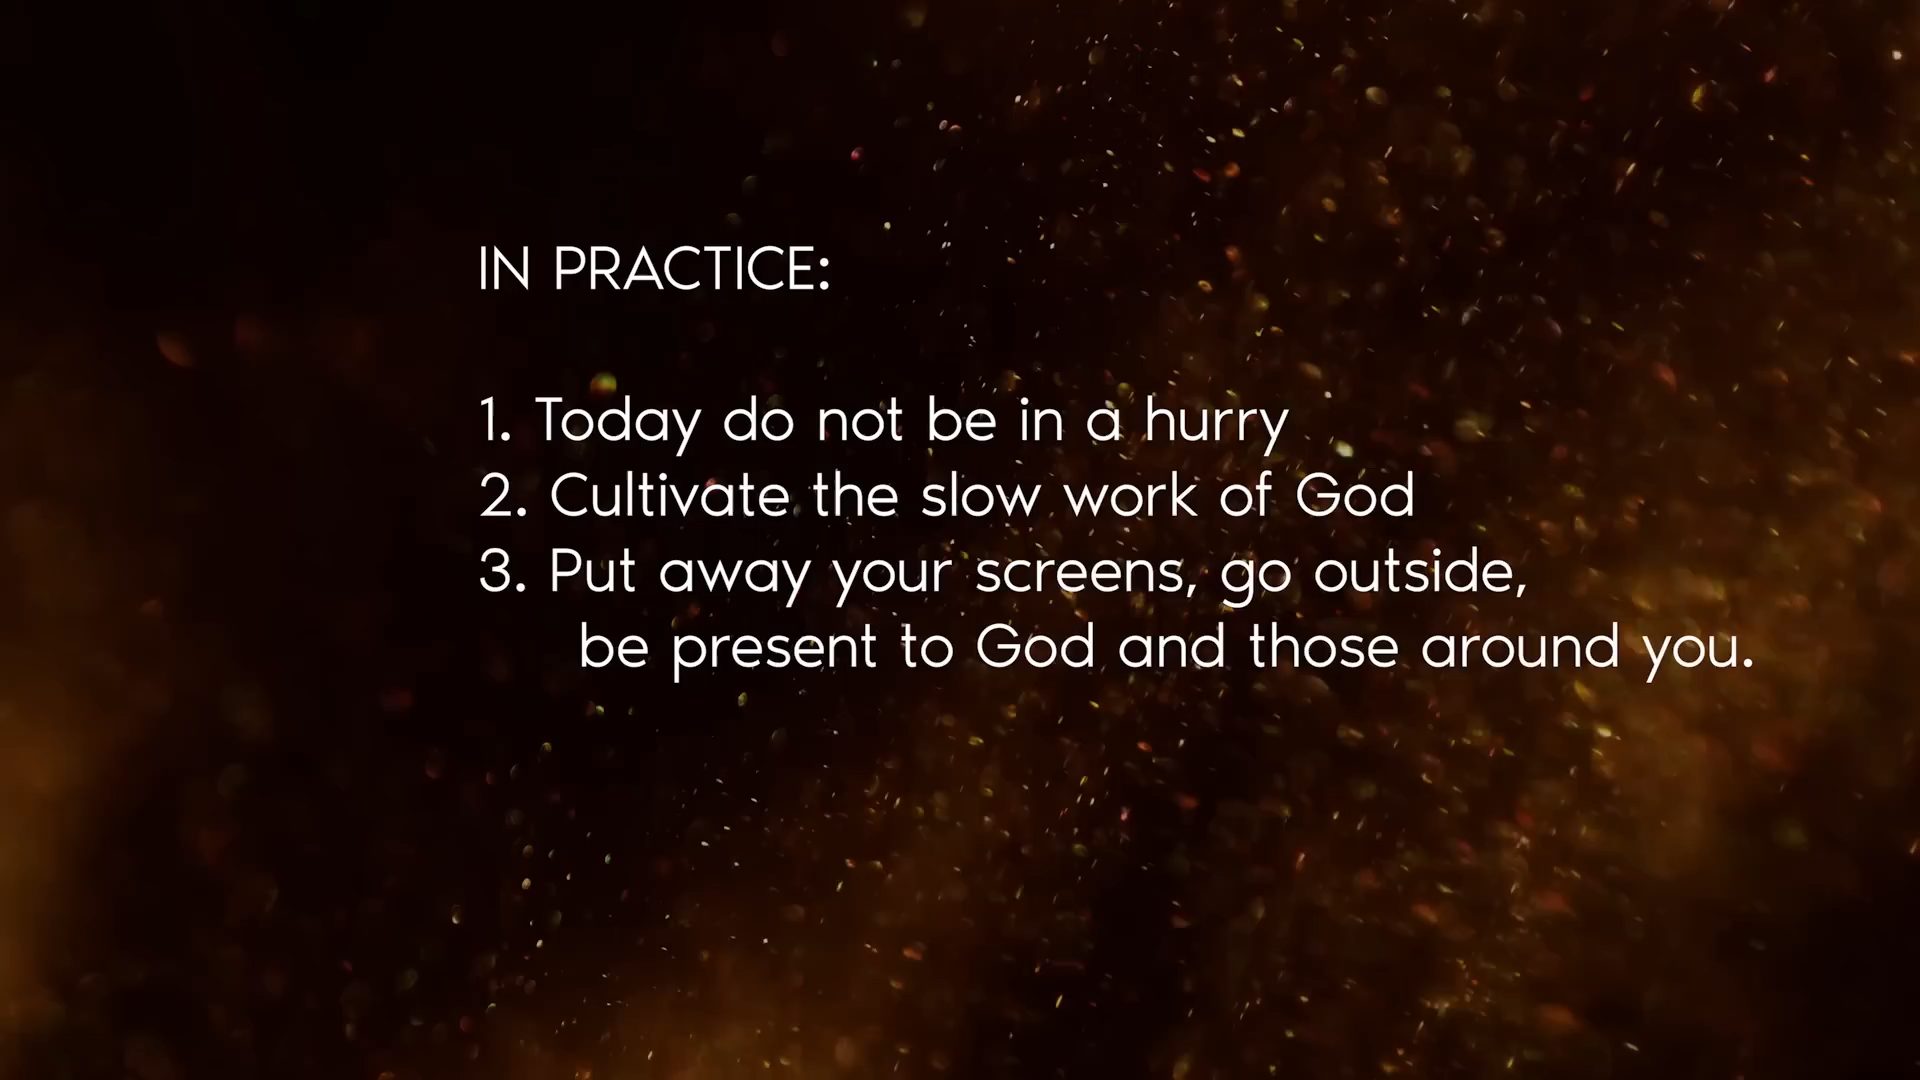 IN PRACTICE:
1. Today do not be in a hurry
2. Cultivate the slow work of God
3. Put away your screens, go outside,
be present to God and those around you.